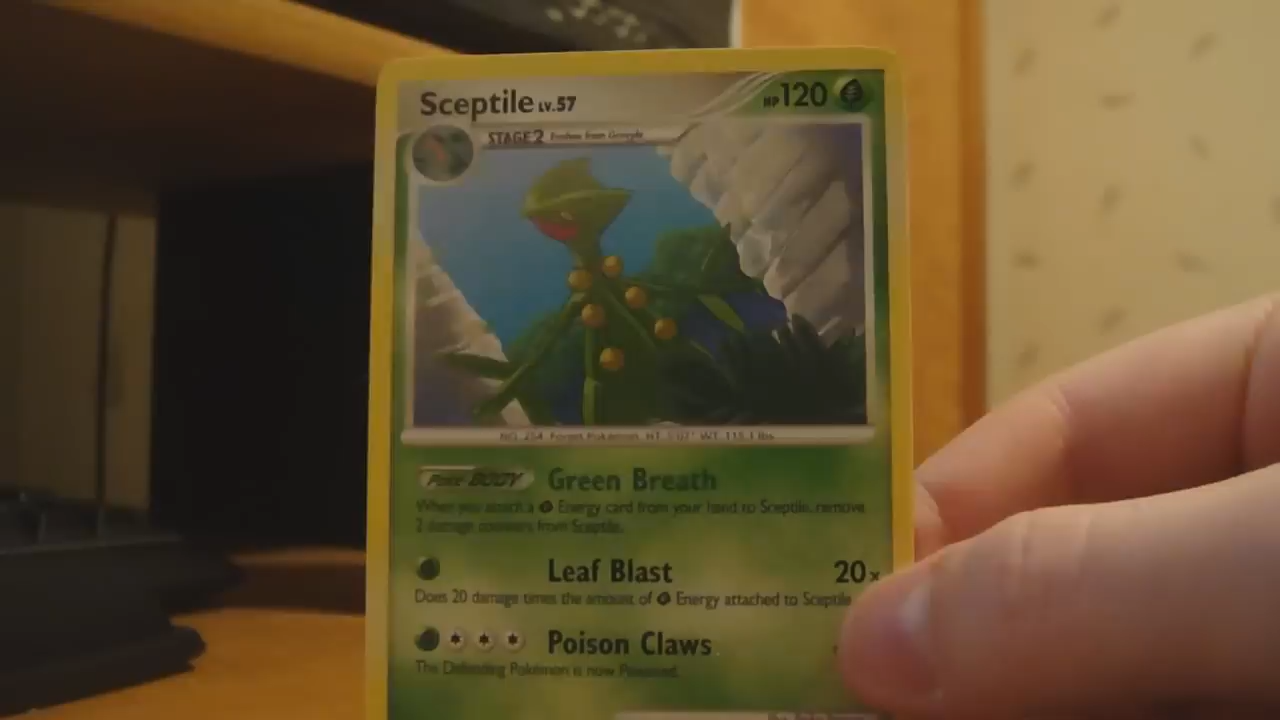 Sceptile LV.57
HP 120
STAGE2 Evolves from Grovyle
NO. 254 Forest Pokémon HT: 5'07" WT: 115.1 lbs
Poké-BODY Green Breath
When you attach a Energy card from your hand to Sceptile, remove
2 damage counters from Sceptile.
Leaf Blast 20x
Does 20 damage times the amount of Energy attached to Sceptile
Poison Claws
The Defending Pokémon is now Poisoned.